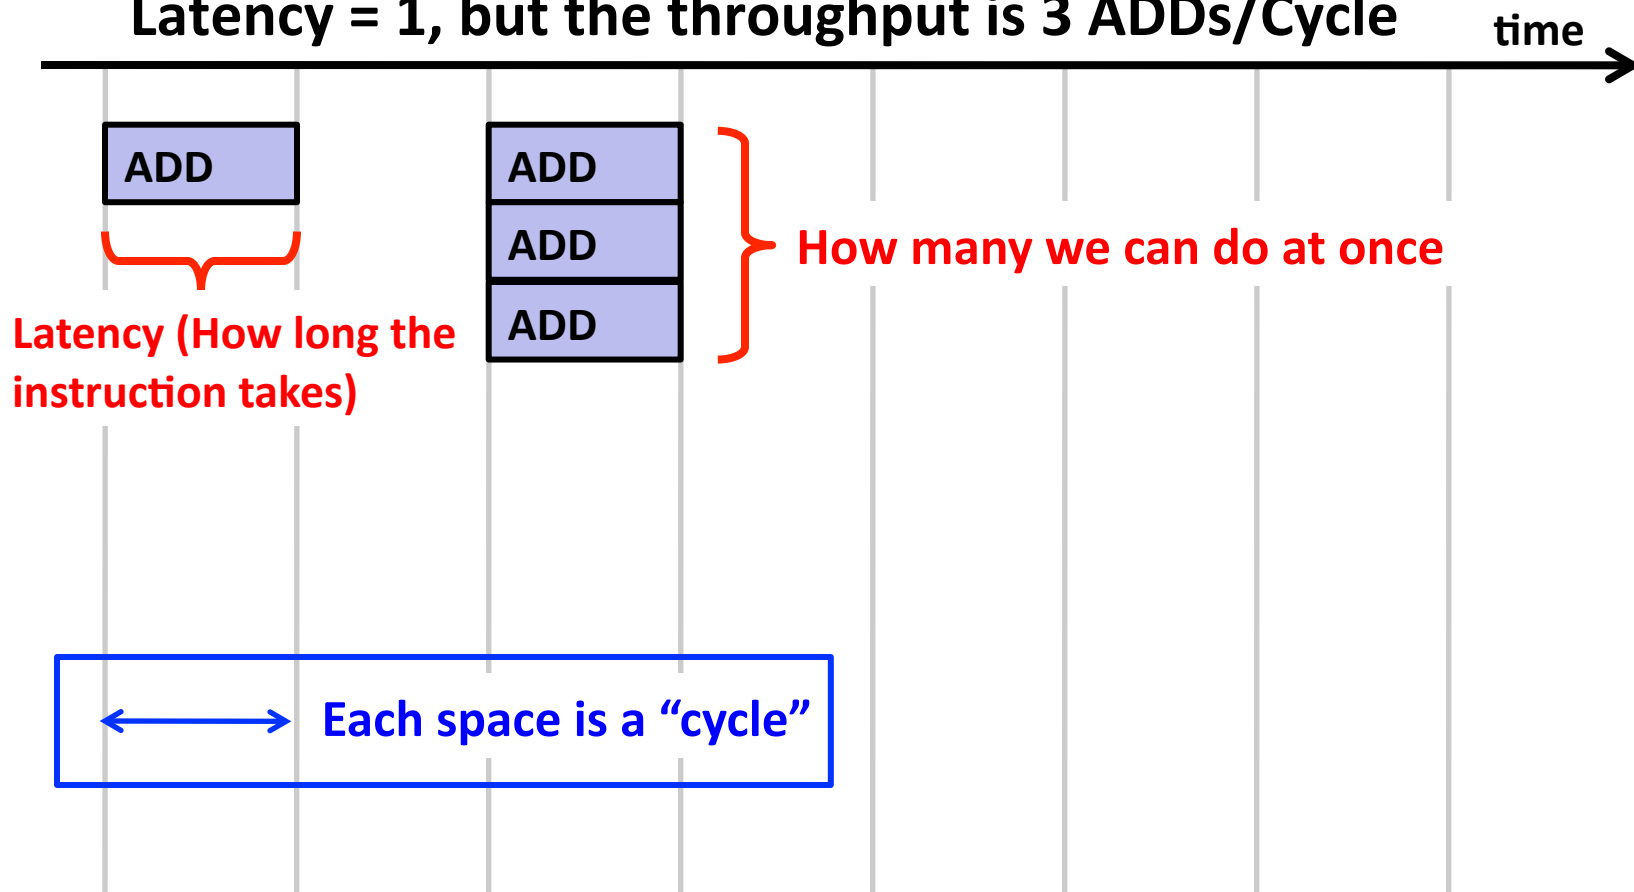 Latency = 1, but the throughput is 3 ADDs/Cycle
time
ADD
ADD
ADD
ADD
How many we can do at once
Latency (How long the
instruction takes)
Each space is a “cycle”